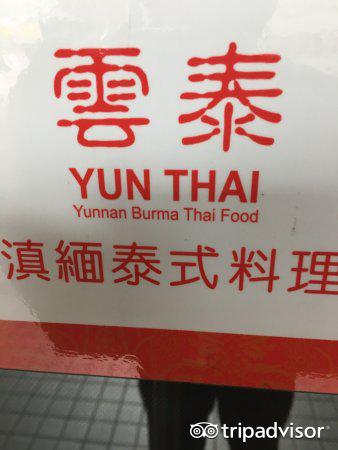 雲泰
YUN THAI
Yunnan Burma Thai Food
滇緬泰式料理
tripadvisor